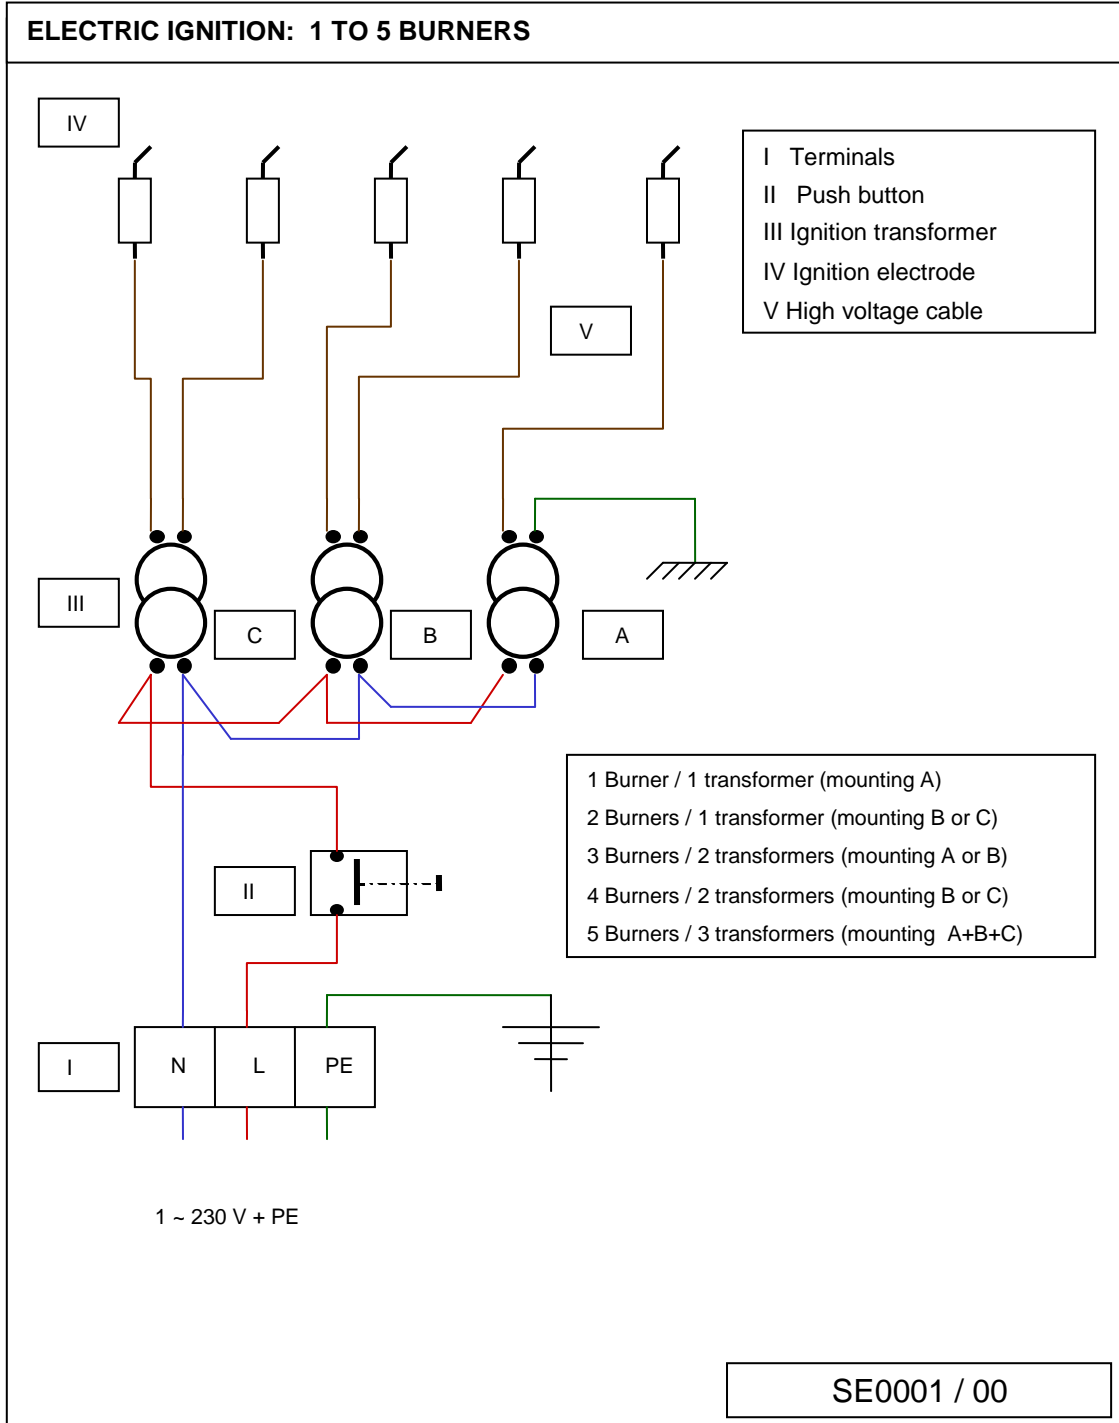 ELECTRIC IGNITION: 1 TO 5 BURNERS
IV
I Terminals
II Push button
III Ignition transformer
IV Ignition electrode
V High voltage cable
V
III
C
B
A
1 Burner / 1 transformer (mounting A)
2 Burners / 1 transformer (mounting B or C)
3 Burners / 2 transformers (mounting A or B)
4 Burners / 2 transformers (mounting B or C)
5 Burners / 3 transformers (mounting A+B+C)
II
I
N
L
PE
1 ~ 230 V + PE
SE0001 / 00